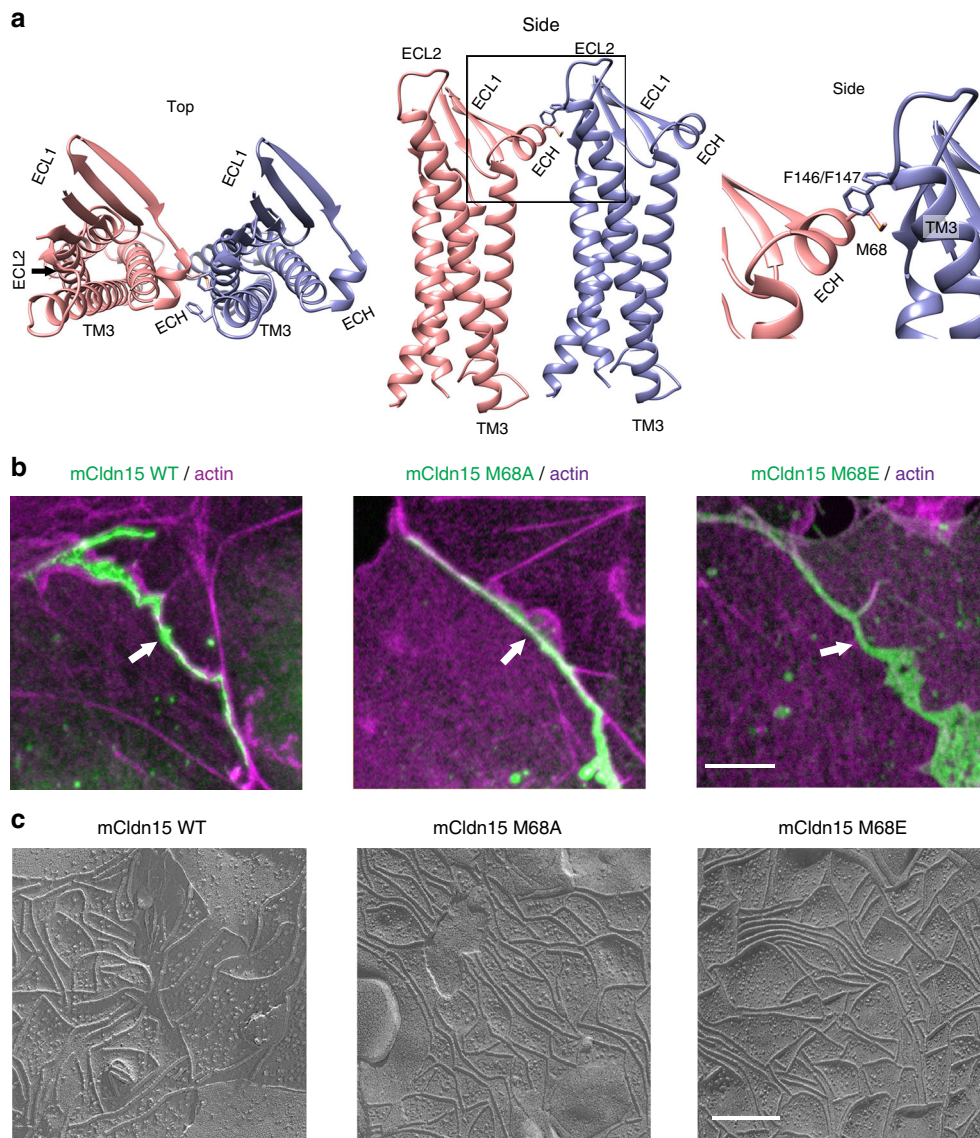 a
Top
ECL1
ECL1
ECL2
TM3
ECH
TM3
ECH
Side
ECL2
ECL2
ECL1
ECL1
ECH
ECH
TM3
TM3
Side
F146/F147
TM3
M68
ECH
b
mCldn15 WT / actin
mCldn15 M68A / actin
mCldn15 M68E / actin
c
mCldn15 WT
mCldn15 M68A
mCldn15 M68E